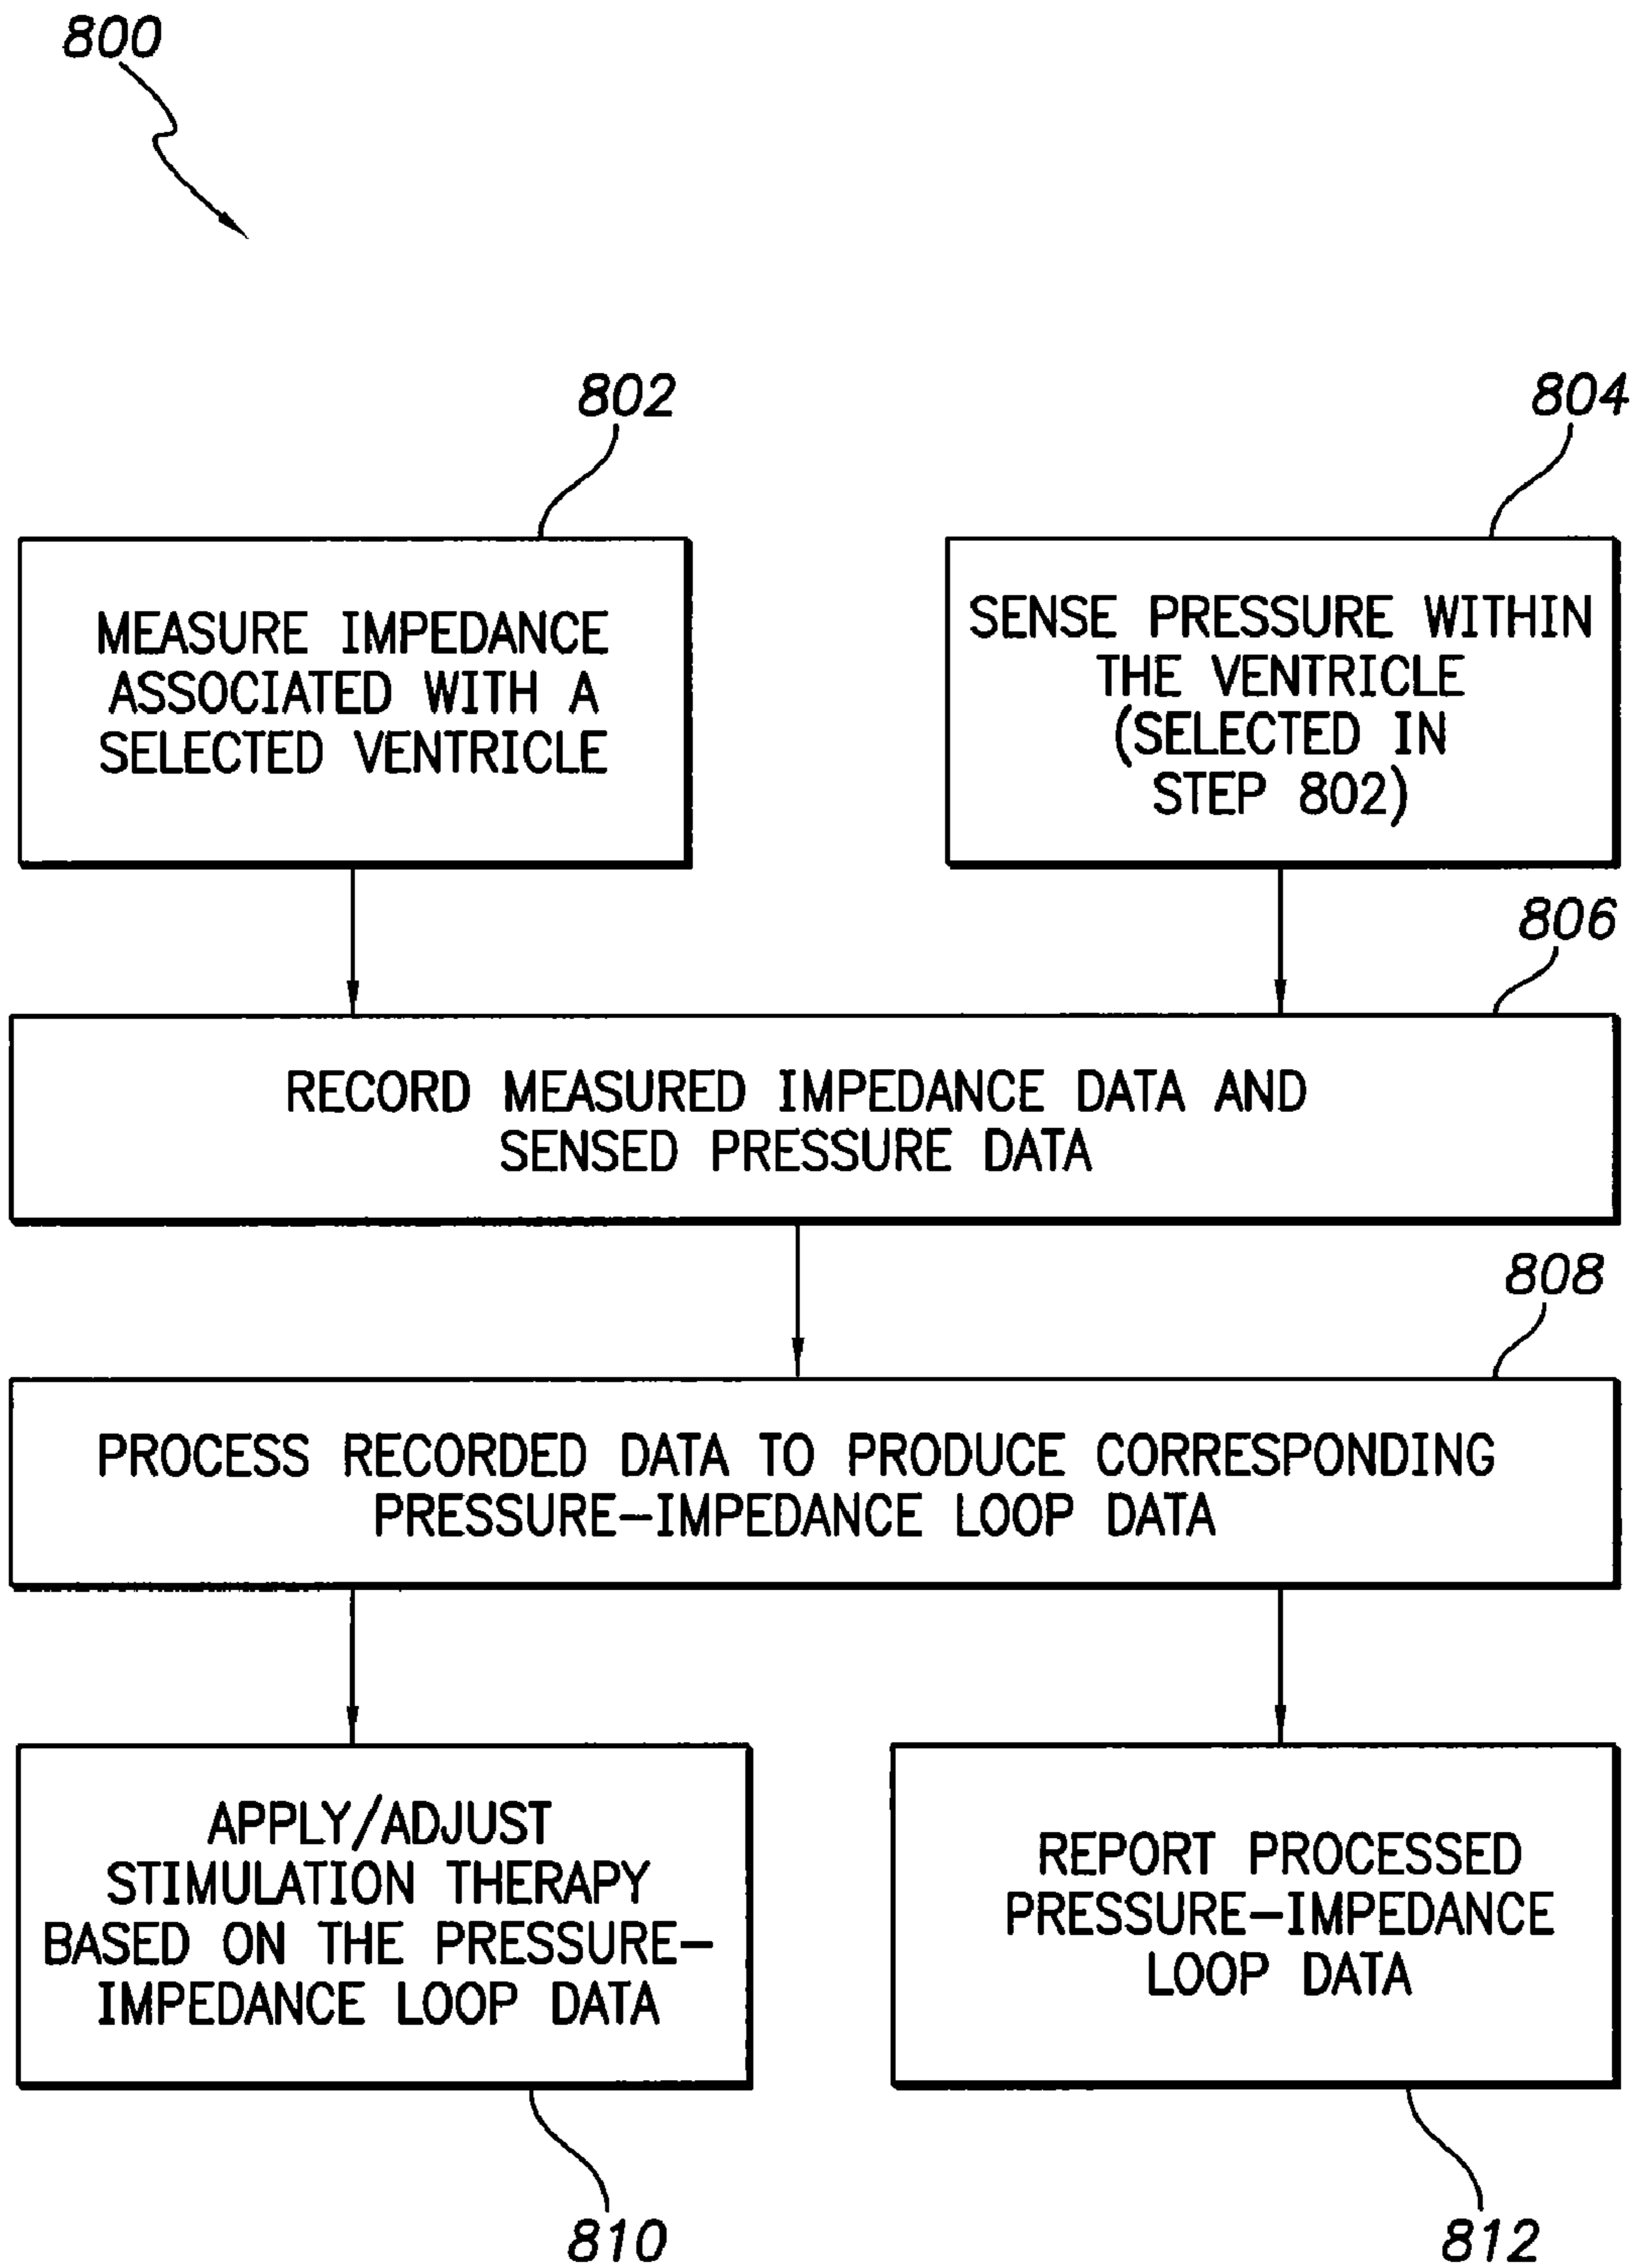 800
802
804
MEASURE IMPEDANCE
ASSOCIATED WITH A
SELECTED VENTRICLE
SENSE PRESSURE WITHIN
THE VENTRICLE
(SELECTED IN
STEP 802)
806
RECORD MEASURED IMPEDANCE DATA AND
SENSED PRESSURE DATA
808
PROCESS RECORDED DATA TO PRODUCE CORRESPONDING
PRESSURE-IMPEDANCE LOOP DATA
APPLY/ADJUST
STIMULATION THERAPY
BASED ON THE PRESSURE-
IMPEDANCE LOOP DATA
REPORT PROCESSED
PRESSURE-IMPEDANCE
LOOP DATA
810
812